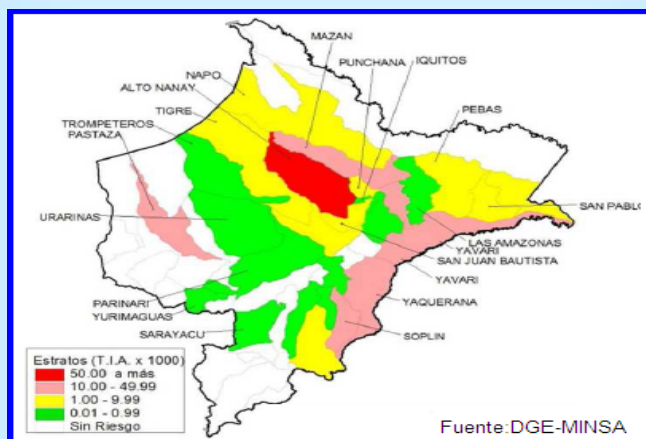 MAZAN
PUNCHANA
IQUITOS
NAPO
ALTO NANAY
PEBAS
TIGRE
TROMPETEROS
PASTAZA
URARINAS
SAN PABLO
LAS AMAZONAS
YAVARI
SAN JUAN BAUTISTA
YAVARI
PARINARI
YAQUERANA
YURIMAGUAS
SARAYACU
SOPLIN
Estratos (T.I.A. x 1000)
50.00 a más
10.00 - 49.99
1.00 - 9.99
0.01 - 0.99
Sin Riesgo
Fuente:DGE-MINSA